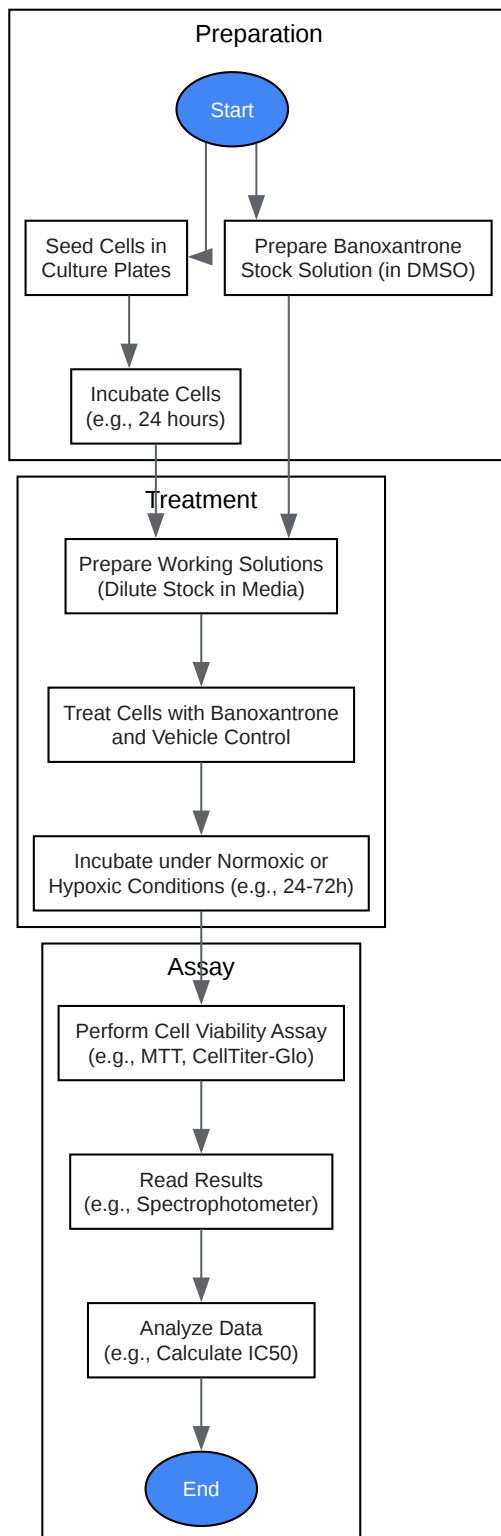 Preparation
Start
Seed Cells in
Culture Plates
Prepare Banoxantrone
Stock Solution (in DMSO)
Incubate Cells
(e.g., 24 hours)
Treatment
Prepare Working Solutions
(Dilute Stock in Media)
Treat Cells with Banoxantrone
and Vehicle Control
Incubate under Normoxic or
Hypoxic Conditions (e.g., 24-72h)
Assay
Perform Cell Viability Assay
(e.g., MTT, CellTiter-Glo)
Read Results
(e.g., Spectrophotometer)
Analyze Data
(e.g., Calculate IC50)
End